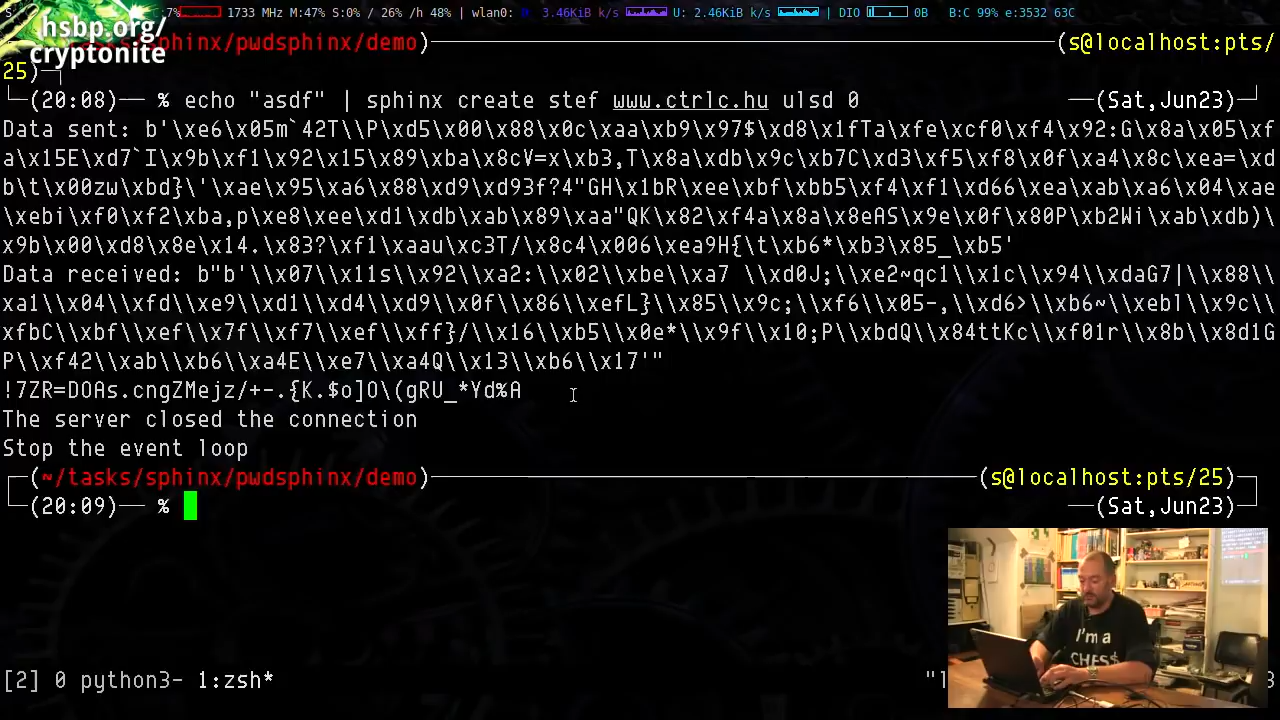 7% 1733 MHz M:47% S:0% / 26% /h 48% | wlan0: 0 3.46KiB k/s U: 2.46KiB k/s | DIO 0B B:C 99% e:3532 63C
hsbp.org/
cryptonite
sphinx/pwdsphinx/demo) (s@localhost:pts/
25)
(20:08) % echo "asdf" | sphinx create stef www.ctrlc.hu ulsd 0 (Sat,Jun23)
Data sent: b'\xe6\x05m`42T\\P\xd5\x00\x88\x0c\xaa\xb9\x97$\xd8\x1fTa\xfe\xcf0\xf4\x92:G\x8a\x05\xf
a\x15E\xd7`I\x9b\xf1\x92\x15\x89\xba\x8cV=x\xb3,T\x8a\xdb\x9c\xb7C\xd3\xf5\xf8\x0f\xa4\x8c\xea=\xd
b\t\x00zw\xbd}\'\xae\x95\xa6\x88\xd9\xd93f?4"GH\x1bR\xee\xbf\xbb5\xf4\xf1\xd66\xea\xab\xa6\x04\xae
\xebi\xf0\xf2\xba,p\xe8\xee\xd1\xdb\xab\x89\xaa"QK\x82\xf4a\x8a\x8eAS\x9e\x0f\x80P\xb2Wi\xab\xdb)\
x9b\x00\xd8\x8e\x14.\x83?\xf1\xaau\xc3T/\x8c4\x006\xea9H{\t\xb6*\xb3\x85_\xb5'
Data received: b"b'\\x07\\x11s\\x92\\xa2:\\x02\\xbe\\xa7 \\xd0J;\\xe2~qc1\\x1c\\x94\\xdaG7|\\x88\\
xa1\\x04\\xfd\\xe9\\xd1\\xd4\\xd9\\x0f\\x86\\xefL}\\x85\\x9c;\\xf6\\x05-,\\xd6>\\xb6~\\xebl\\x9c\\
xfbC\\xbf\\xef\\x7f\\xf7\\xef\\xff}/\\x16\\xb5\\x0e*\\x9f\\x10;P\\xbdQ\\x84ttKc\\xf01r\\x8b\\x8d1G
P\\xf42\\xab\\xb6\\xa4E\\xe7\\xa4Q\\x13\\xb6\\x17'"
!7ZR=DOAs.cngZMejz/+-.{K.$o]O\(gRU_*Yd%A
The server closed the connection
Stop the event loop
(~/tasks/sphinx/pwdsphinx/demo) (s@localhost:pts/25)
(20:09) % (Sat,Jun23)
I'm a
CHES$
[2] 0 python3- 1:zsh*